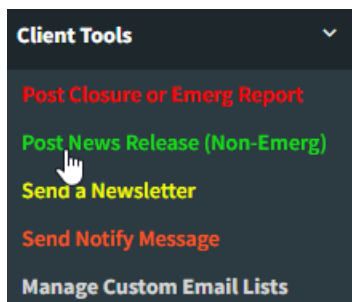 Client Tools
Post Closure or Emerg Report
Post News Release (Non-Emerg)
Send a Newsletter
Send Notify Message
Manage Custom Email Lists